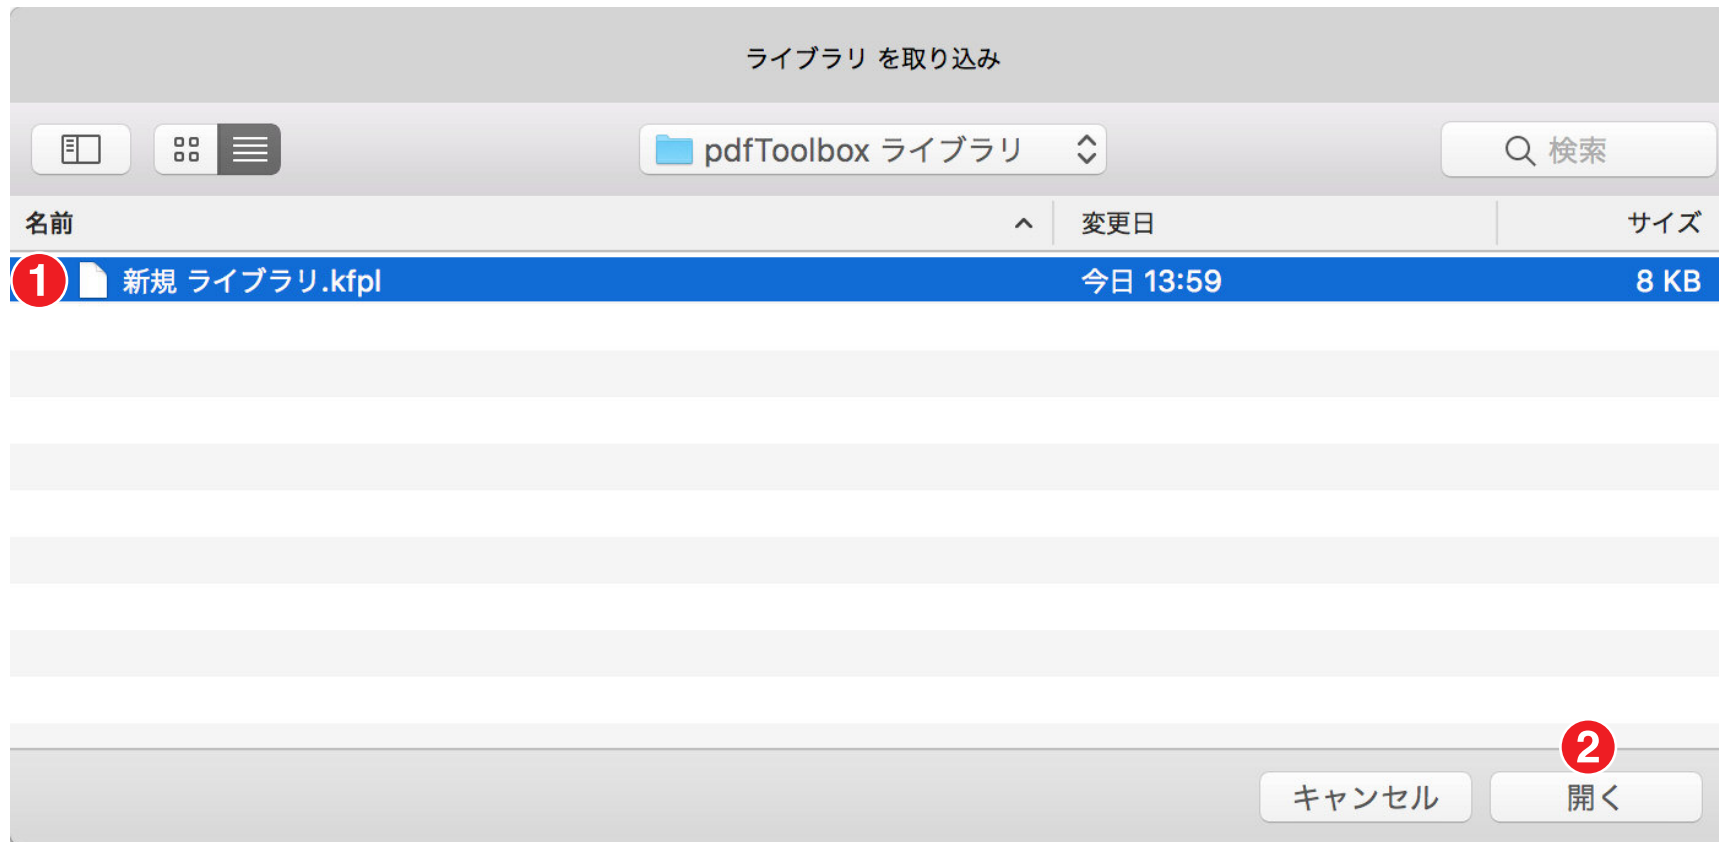 ライブラリ を取り込み
pdfToolbox ライブラリ
検索
名前 変更日 サイズ
1 新規 ライブラリ.kfpl 今日 13:59 8 KB
2
キャンセル 開く